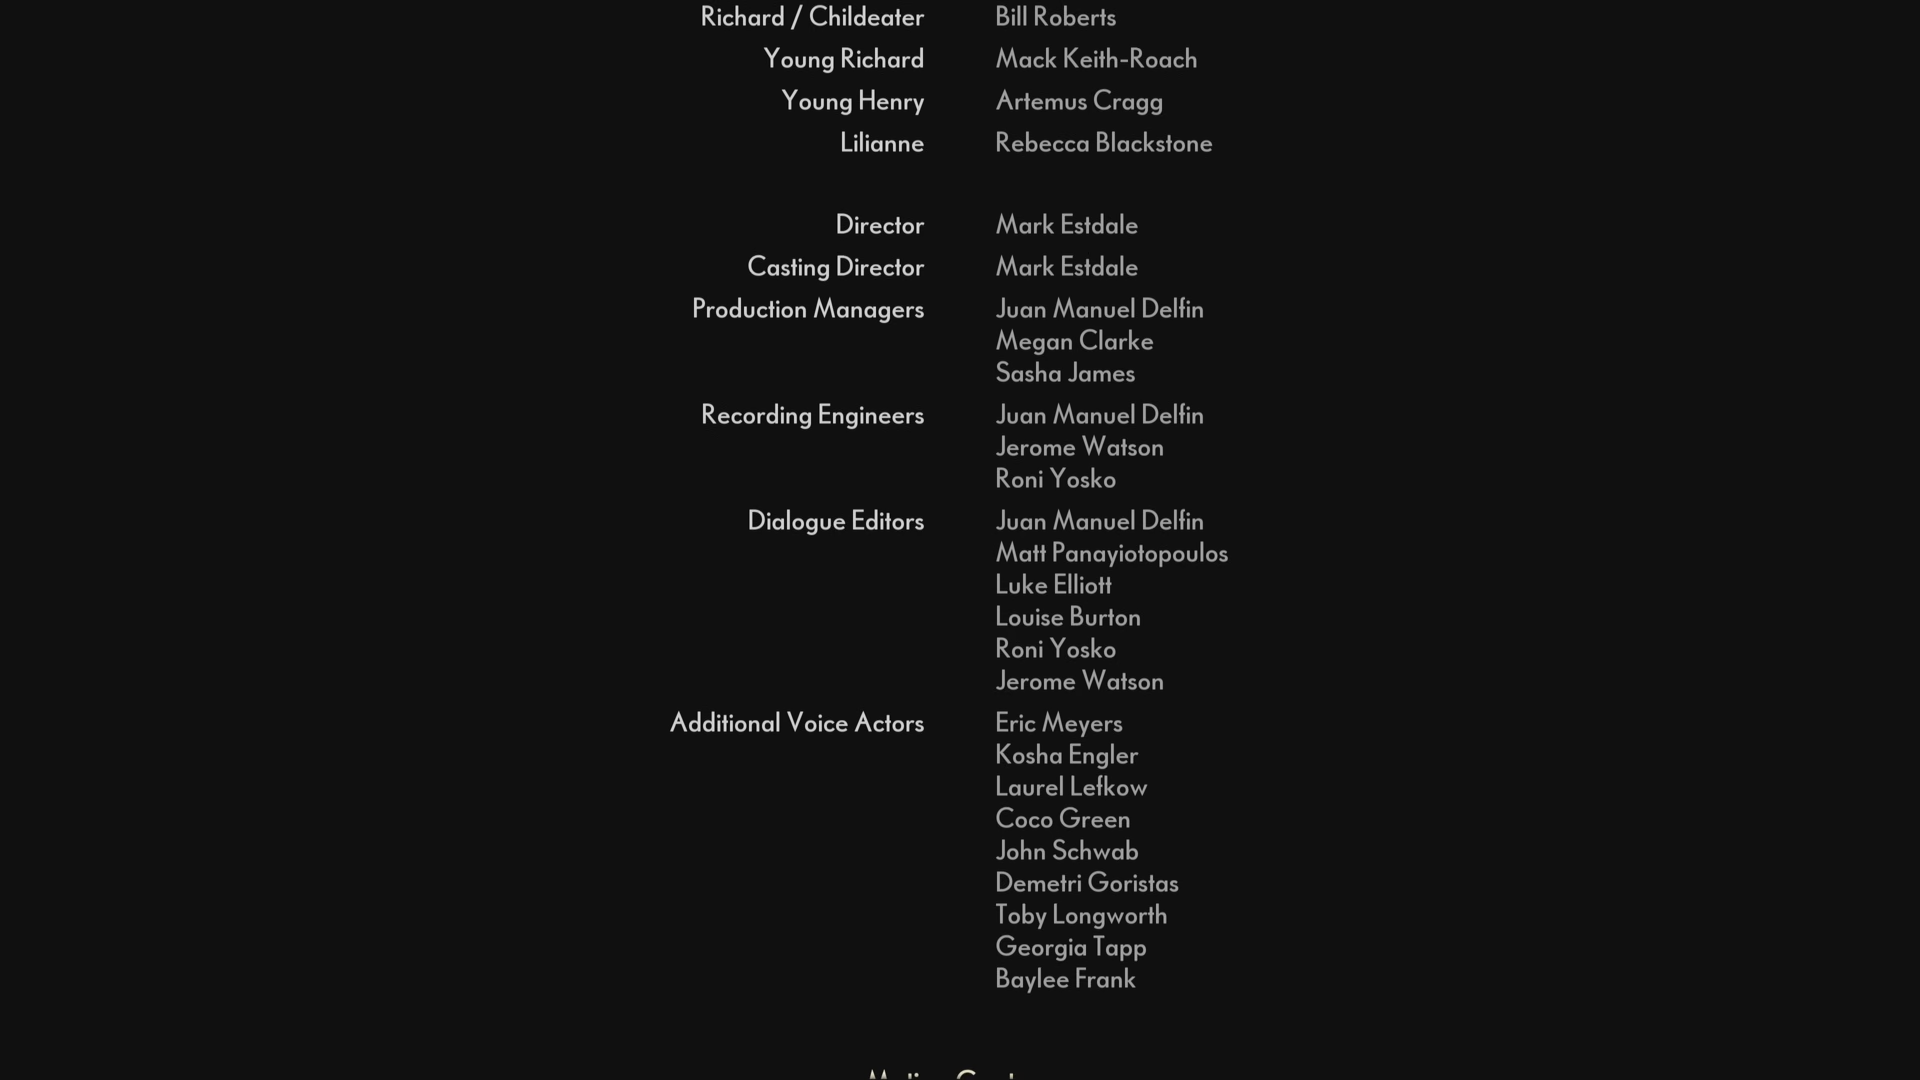 Richard / Childeater Bill Roberts
Young Richard Mack Keith-Roach
Young Henry Artemus Cragg
Lilianne Rebecca Blackstone
Director Mark Estdale
Casting Director Mark Estdale
Production Managers Juan Manuel Delfin
Megan Clarke
Sasha James
Recording Engineers Juan Manuel Delfin
Jerome Watson
Roni Yosko
Dialogue Editors Juan Manuel Delfin
Matt Panayiotopoulos
Luke Elliott
Louise Burton
Roni Yosko
Jerome Watson
Additional Voice Actors Eric Meyers
Kosha Engler
Laurel Lefkow
Coco Green
John Schwab
Demetri Goristas
Toby Longworth
Georgia Tapp
Baylee Frank